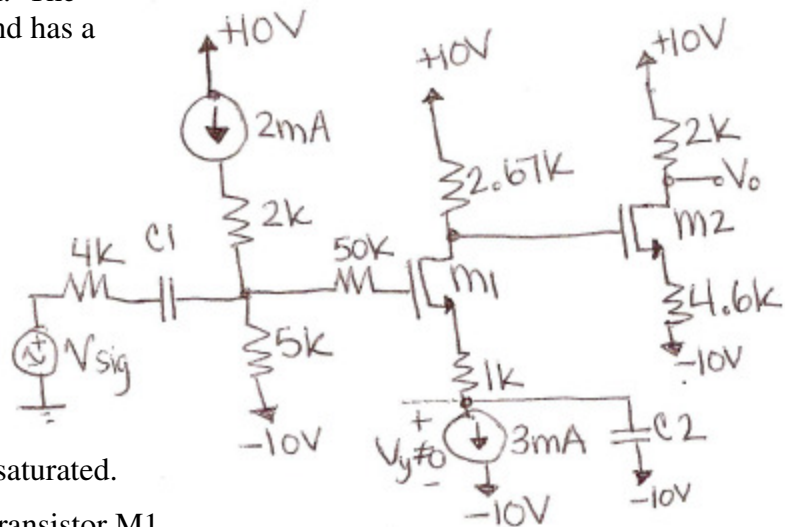 nd has a
+10V
2mA
2k
4k
C1
50k
Vsig
5k
-10V
+10V
2.67k
M1
1k
+
Vy≠0
-
3mA
C2
-10V
-10V
+10V
2k
Vo
M2
4.6k
-10V
saturated.
ransistor M1